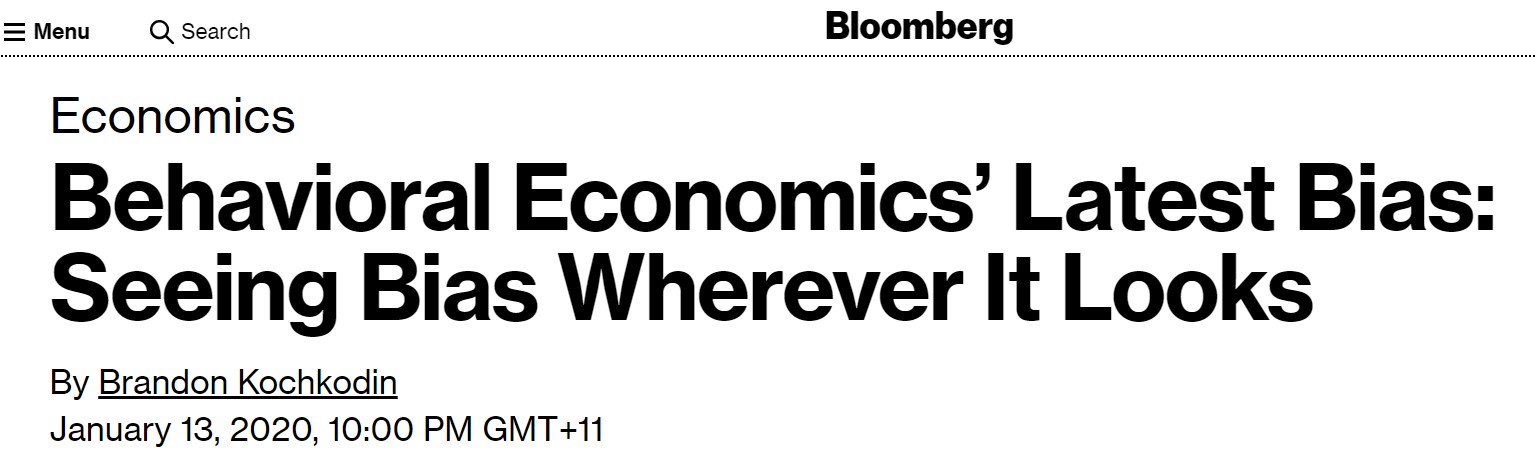 Menu Search Bloomberg
Economics
Behavioral Economics’ Latest Bias:
Seeing Bias Wherever It Looks
By Brandon Kochkodin
January 13, 2020, 10:00 PM GMT+11